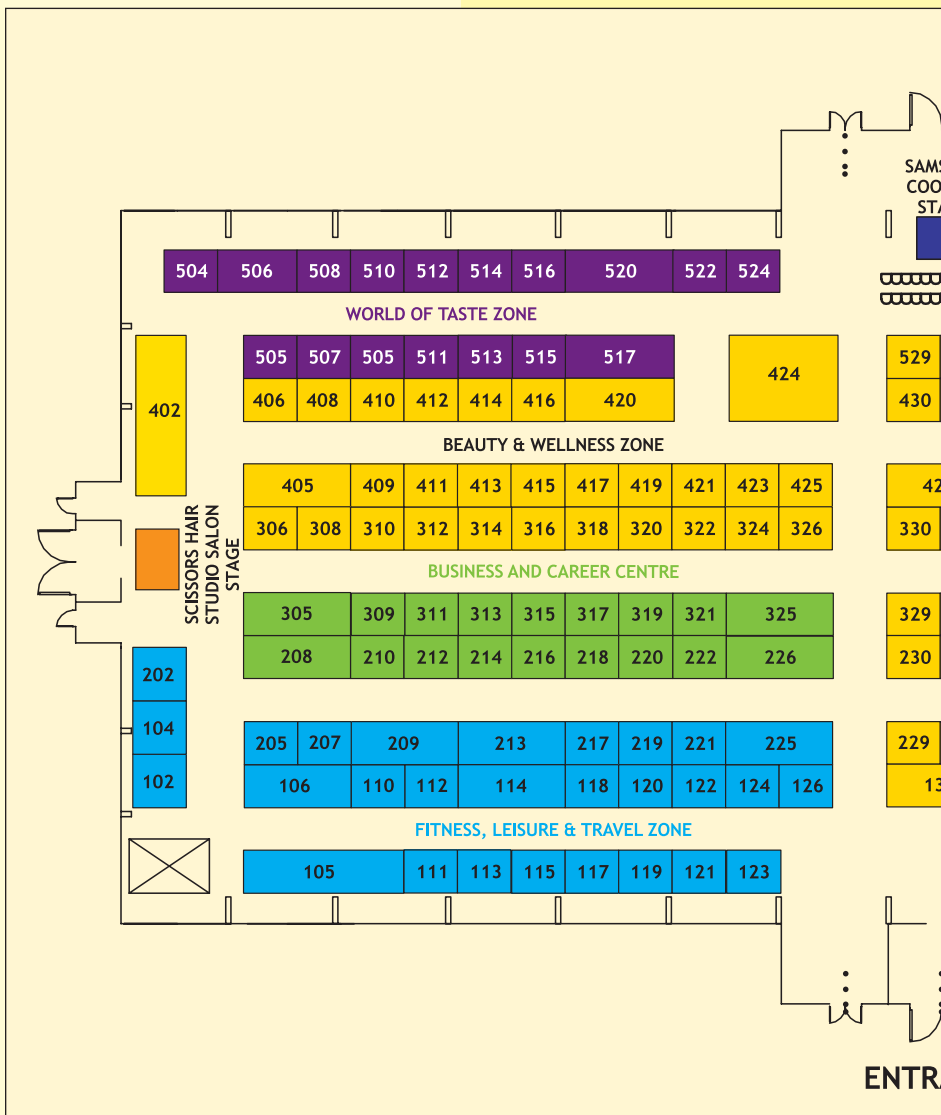 SAMS
COO
STA
504 506 508 510 512 514 516 520 522 524
WORLD OF TASTE ZONE
505 507 505 511 513 515 517
424
529
402
406 408 410 412 414 416 420
430
BEAUTY & WELLNESS ZONE
405 409 411 413 415 417 419 421 423 425
42
306 308 310 312 314 316 318 320 322 324 326
330
SCISSORS HAIR
STUDIO SALON
STAGE
BUSINESS AND CAREER CENTRE
305 309 311 313 315 317 319 321 325
329
208 210 212 214 216 218 220 222 226
230
202
104
102
205 207 209 213 217 219 221 225
229
106 110 112 114 118 120 122 124 126
13
FITNESS, LEISURE & TRAVEL ZONE
105 111 113 115 117 119 121 123
ENTRA